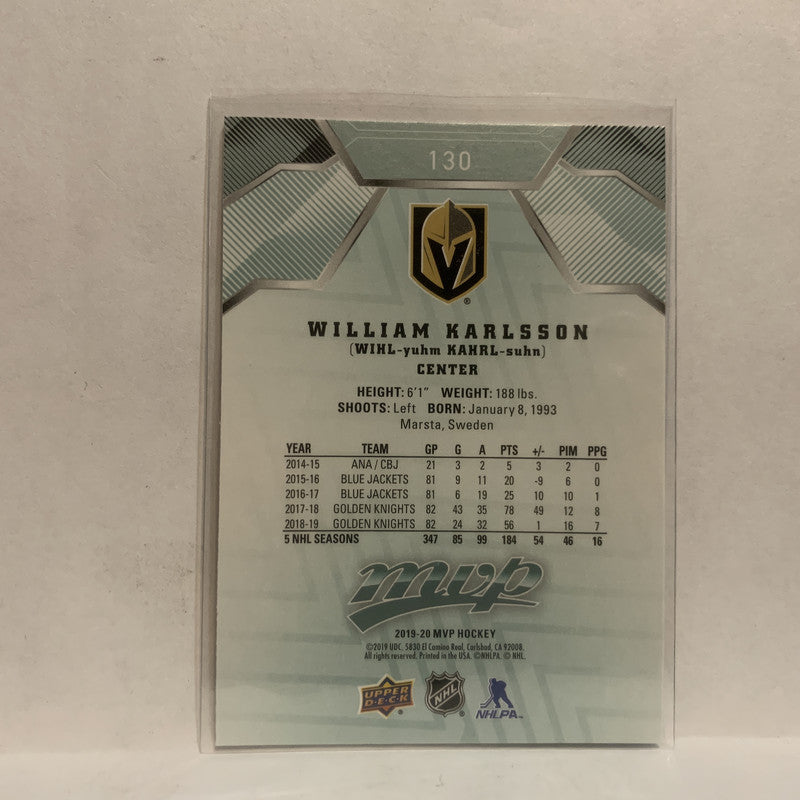 130
WILLIAM KARLSSON
(WIHL-yuhm KAHRL-suhn)
CENTER
HEIGHT: 6'1" WEIGHT: 188 lbs.
SHOOTS: Left BORN: January 8, 1993
Marsta, Sweden
YEAR TEAM GP G A PTS +/- PIM PPG
2014-15 ANA / CBJ 21 3 2 5 3 2 0
2015-16 BLUE JACKETS 81 9 11 20 -9 6 0
2016-17 BLUE JACKETS 81 6 19 25 10 10 1
2017-18 GOLDEN KNIGHTS 82 43 35 78 49 12 8
2018-19 GOLDEN KNIGHTS 82 24 32 56 1 16 7
5 NHL SEASONS 347 85 99 184 54 46 16
mvp
2019-20 MVP HOCKEY
©2019 UDC. 5830 El Camino Real, Carlsbad, CA 92008.
All rights reserved. Printed in the USA. ©NHLPA. © NHL.
UPPER DECK ® NHL ® NHLPA™